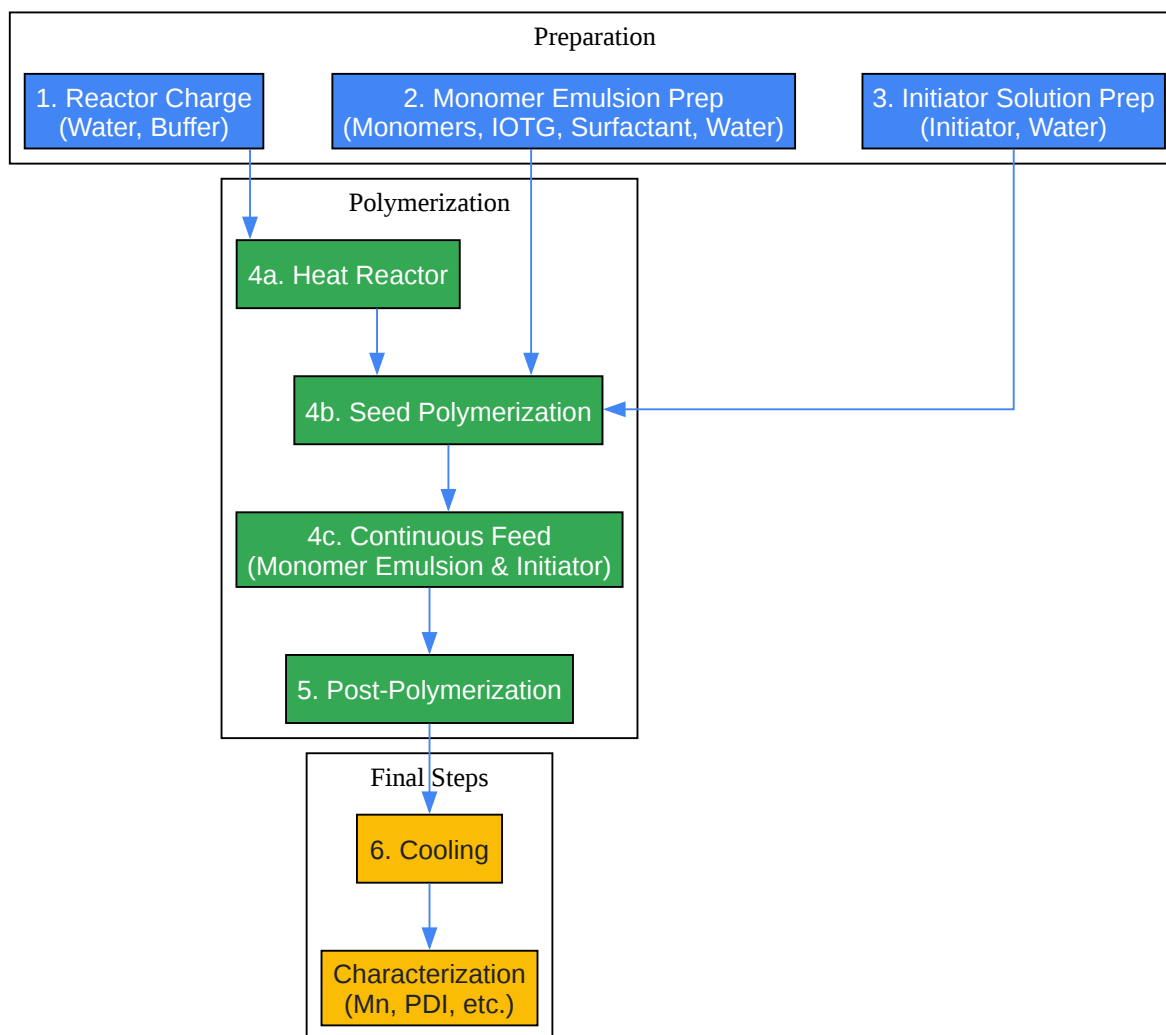 Preparation
1. Reactor Charge
(Water, Buffer)
2. Monomer Emulsion Prep
(Monomers, IOTG, Surfactant, Water)
3. Initiator Solution Prep
(Initiator, Water)
Polymerization
4a. Heat Reactor
4b. Seed Polymerization
4c. Continuous Feed
(Monomer Emulsion & Initiator)
5. Post-Polymerization
Final Steps
6. Cooling
Characterization
(Mn, PDI, etc.)